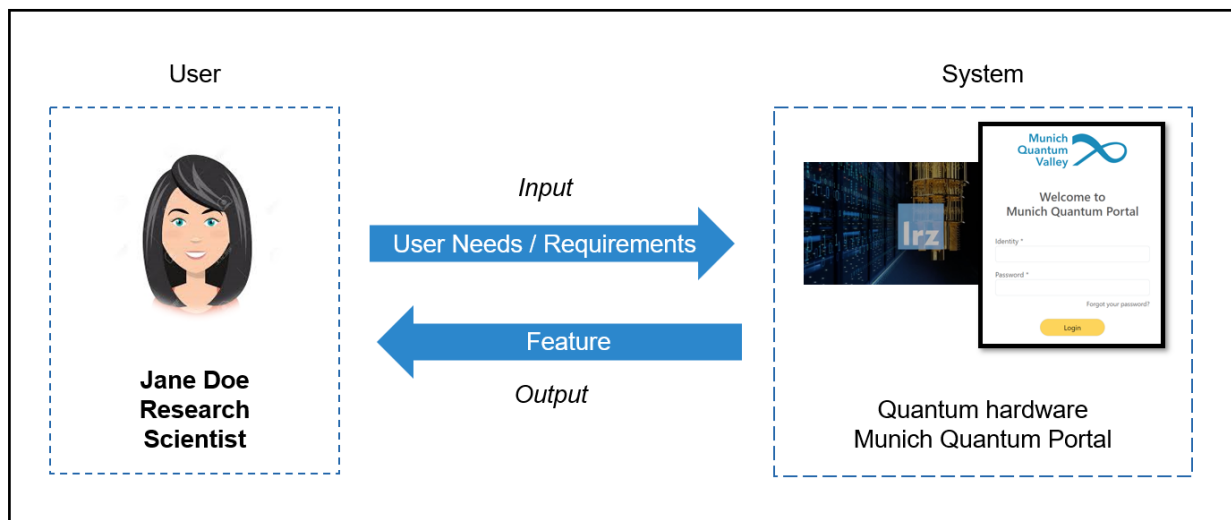 User
System
Jane Doe
Research
Scientist
Input
User Needs / Requirements
Feature
Output
lrz
Munich
Quantum
Valley
Welcome to
Munich Quantum Portal
Identity *
Password *
Forgot your password?
Login
Quantum hardware
Munich Quantum Portal